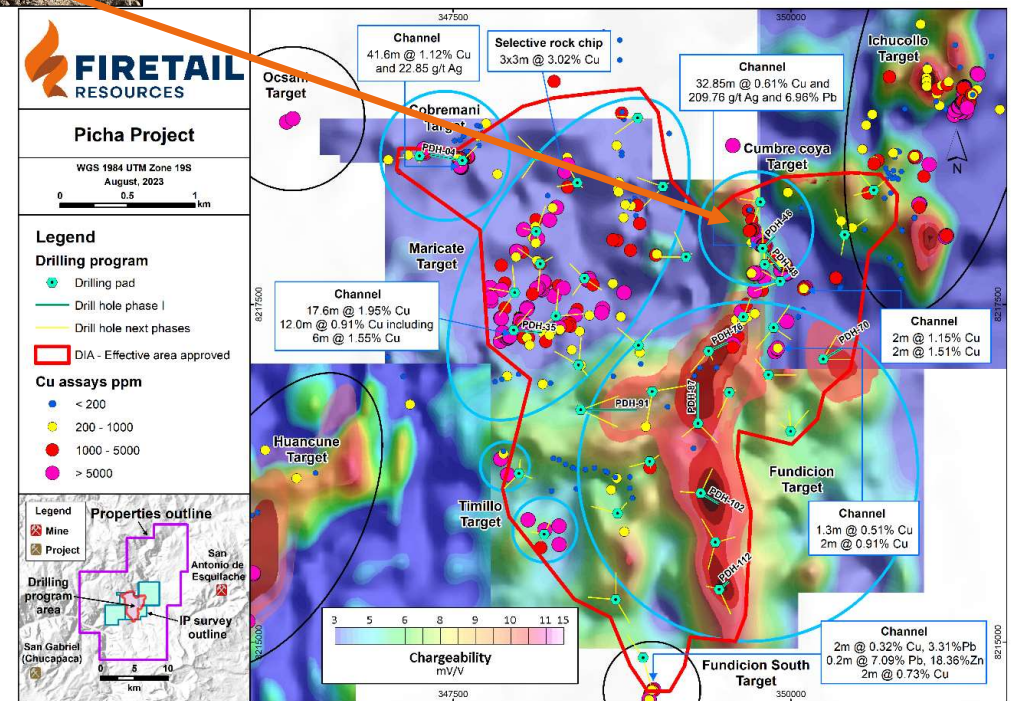 FIRETAIL
RESOURCES
Picha Project
WGS 1984 UTM Zone 19S
August, 2023
0 0.5 1
km
Legend
Drilling program
Drilling pad
Drill hole phase I
Drill hole next phases
DIA - Effective area approved
Cu assays ppm
< 200
200 - 1000
1000 - 5000
> 5000
Legend
Mine
Project
Properties outline
San
Antonio de
Esquilache
Drilling
program
area
IP survey
outline
San Gabriel
(Chucapaca)
0 5 10
km
347500
350000
Channel
41.6m @ 1.12% Cu
and 22.85 g/t Ag
Selective rock chip
3x3m @ 3.02% Cu
Channel
32.85m @ 0.61% Cu and
209.76 g/t Ag and 6.96% Pb
Ichucollo
Target
Ocsani
Target
Cobremani
Target
PDH-04
Cumbre coya
Target
N
PDH-46
PDH-48
Maricate
Target
8217500
8217500
Channel
17.6m @ 1.95% Cu
12.0m @ 0.91% Cu including
6m @ 1.55% Cu
PDH-35
PDH-76
PDH-70
Channel
2m @ 1.15% Cu
2m @ 1.51% Cu
PDH-91
PDH-87
Huancune
Target
Fundicion
Target
PDH-102
Timillo
Target
Channel
1.3m @ 0.51% Cu
2m @ 0.91% Cu
PDH-112
3 5 6 8 9 10 11 15
Chargeability
mV/V
8215000
Channel
2m @ 0.32% Cu, 3.31%Pb
0.2m @ 7.09% Pb, 18.36%Zn
2m @ 0.73% Cu
Fundicion South
Target
347500
350000